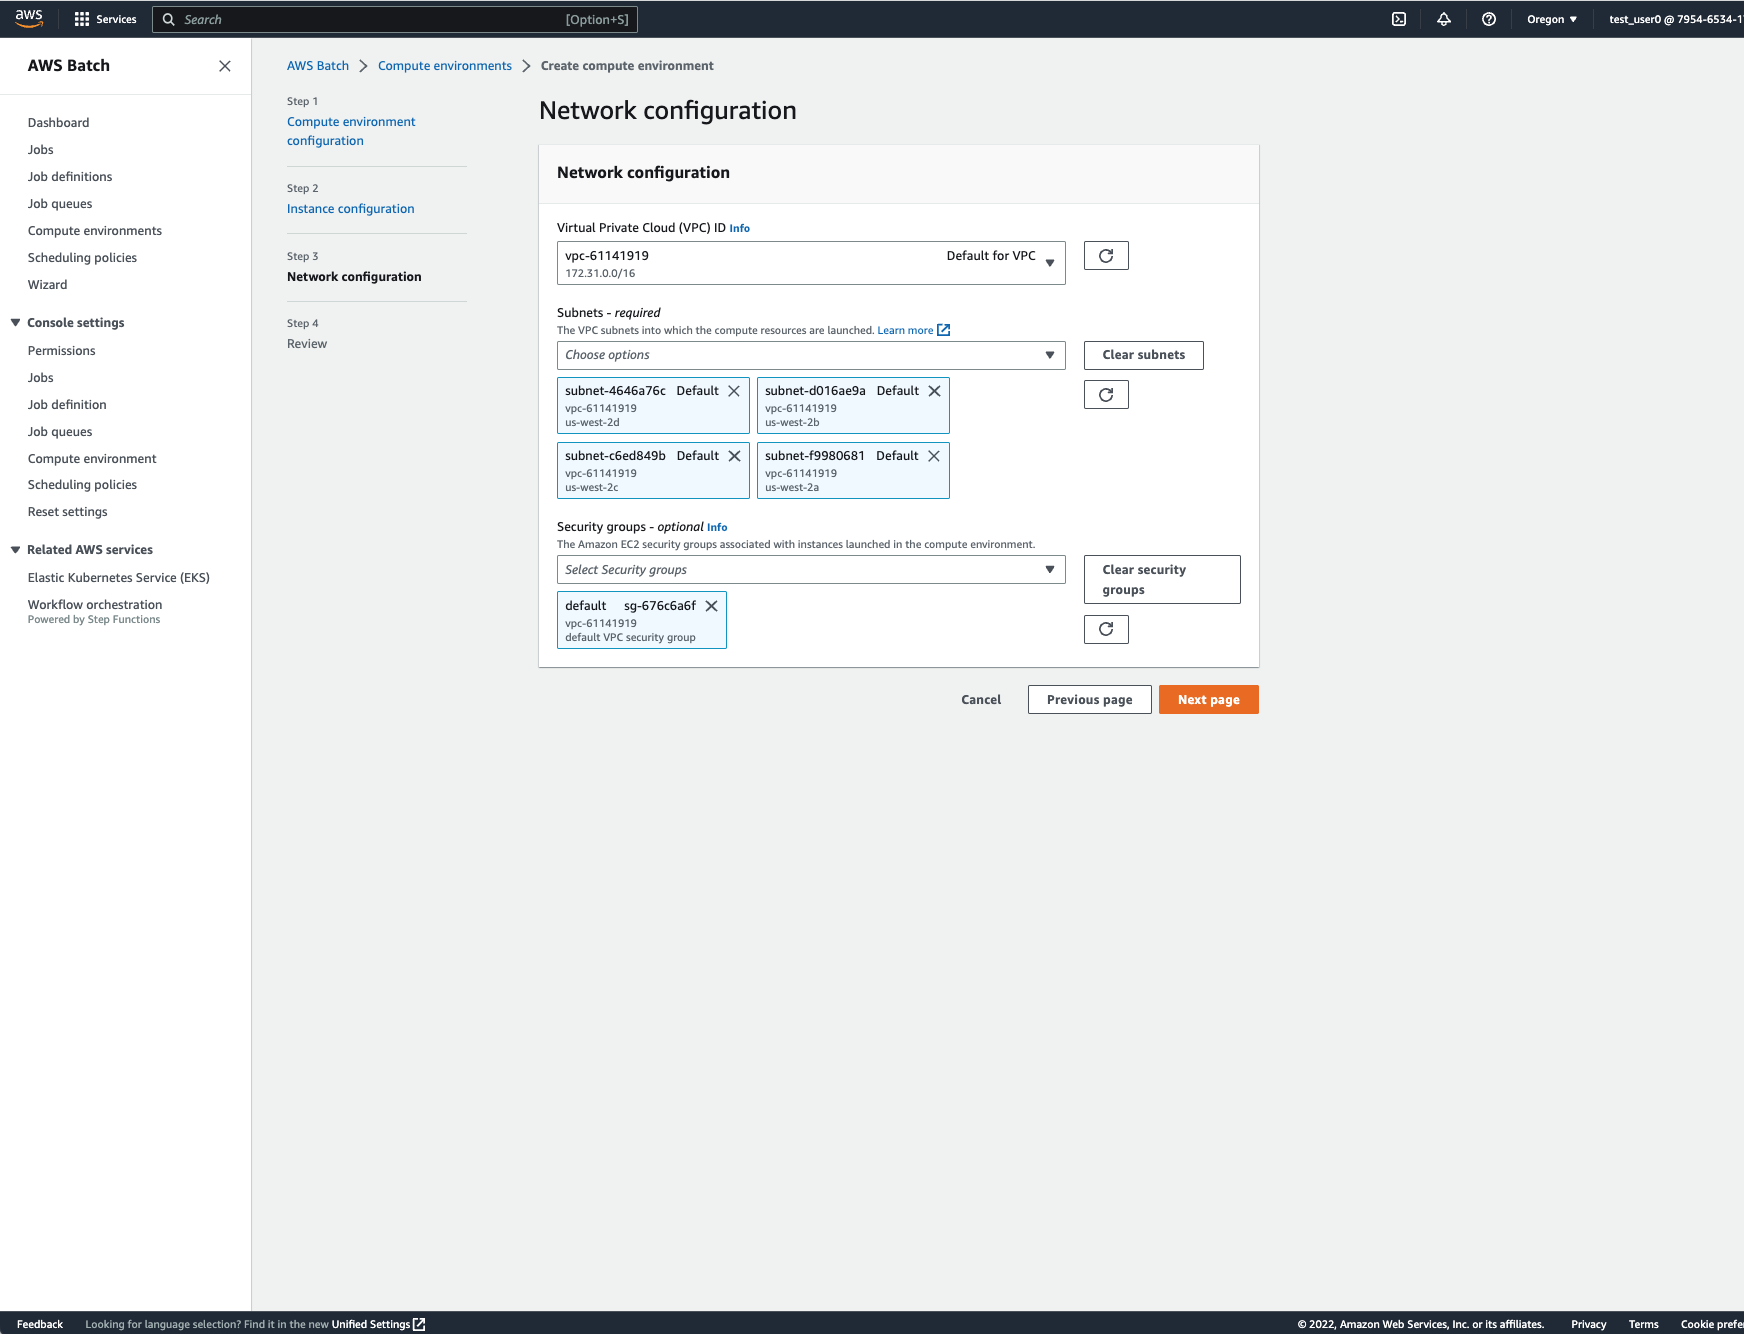 aws
Services
Search
[Option+S]
Oregon
test_user0 @ 7954-6534-1
AWS Batch
Dashboard
Jobs
Job definitions
Job queues
Compute environments
Scheduling policies
Wizard
Console settings
Permissions
Jobs
Job definition
Job queues
Compute environment
Scheduling policies
Reset settings
Related AWS services
Elastic Kubernetes Service (EKS)
Workflow orchestration
Powered by Step Functions
AWS Batch
Compute environments
Create compute environment
Step 1
Compute environment
configuration
Step 2
Instance configuration
Step 3
Network configuration
Step 4
Review
Network configuration
Network configuration
Virtual Private Cloud (VPC) ID Info
vpc-61141919 Default for VPC
172.31.0.0/16
Subnets - required
The VPC subnets into which the compute resources are launched. Learn more
Choose options
Clear subnets
subnet-4646a76c Default
vpc-61141919
us-west-2d
subnet-d016ae9a Default
vpc-61141919
us-west-2b
subnet-c6ed849b Default
vpc-61141919
us-west-2c
subnet-f9980681 Default
vpc-61141919
us-west-2a
Security groups - optional Info
The Amazon EC2 security groups associated with instances launched in the compute environment.
Select Security groups
Clear security
groups
default sg-676c6a6f
vpc-61141919
default VPC security group
Cancel
Previous page
Next page
Feedback
Looking for language selection? Find it in the new Unified Settings
© 2022, Amazon Web Services, Inc. or its affiliates.
Privacy
Terms
Cookie prefe